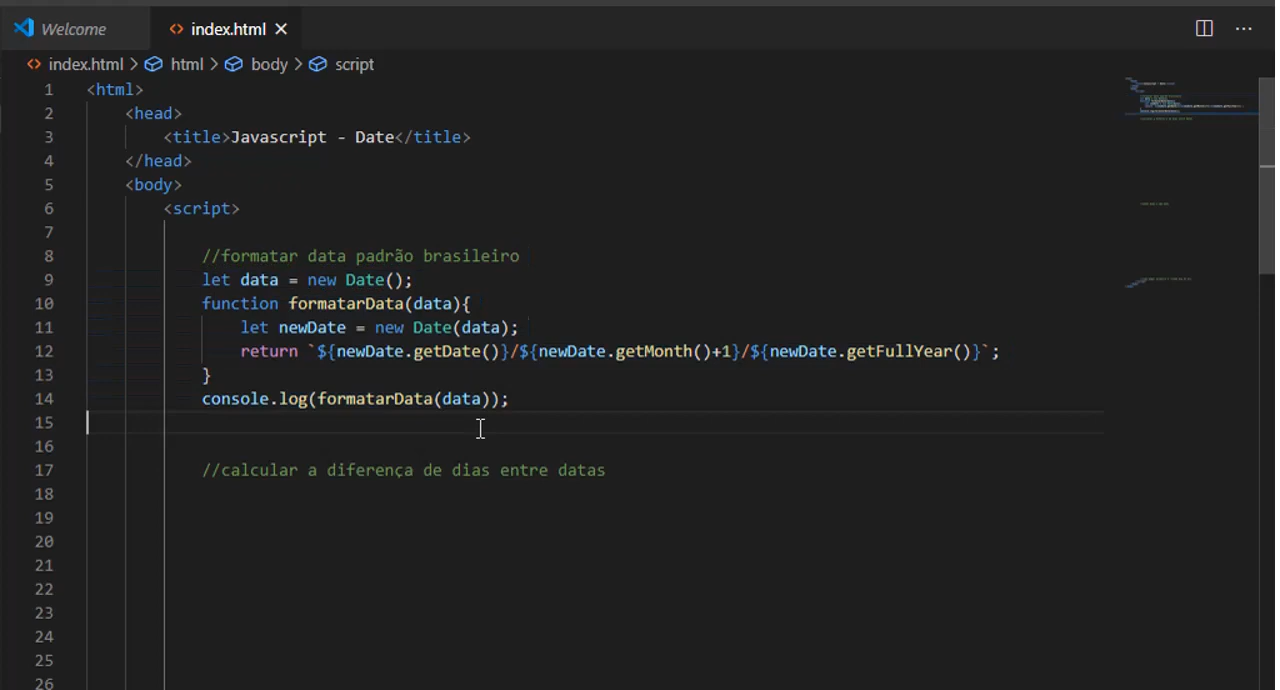 Welcome
index.html
index.html > html > body > script
1 <html>
2 <head>
3 <title>Javascript - Date</title>
4 </head>
5 <body>
6 <script>
7
8 //formatar data padrão brasileiro
9 let data = new Date();
10 function formatarData(data){
11 let newDate = new Date(data);
12 return `${newDate.getDate()}/${newDate.getMonth()+1}/${newDate.getFullYear()}`;
13 }
14 console.log(formatarData(data));
15
16
17 //calcular a diferença de dias entre datas
18
19
20
21
22
23
24
25
26